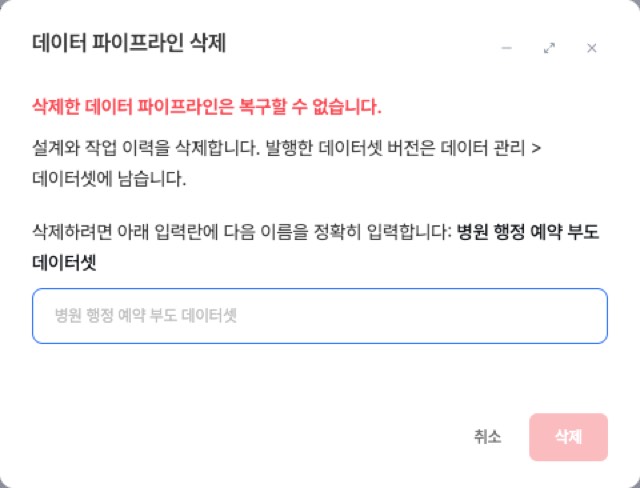 데이터 파이프라인 삭제
삭제한 데이터 파이프라인은 복구할 수 없습니다.
설계와 작업 이력을 삭제합니다. 발행한 데이터셋 버전은 데이터 관리 >
데이터셋에 남습니다.
삭제하려면 아래 입력란에 다음 이름을 정확히 입력합니다: 병원 행정 예약 부도
데이터셋
병원 행정 예약 부도 데이터셋
취소
삭제